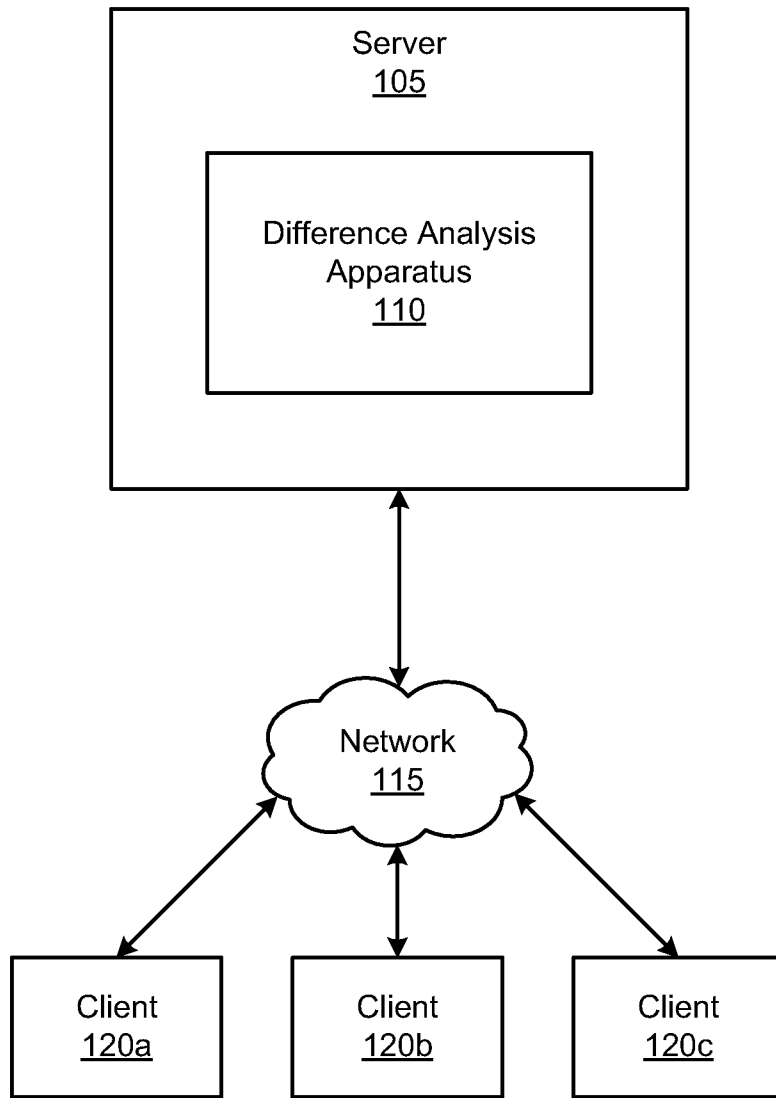 Server
105
Difference Analysis
Apparatus
110
Network
115
Client
120a
Client
120b
Client
120c